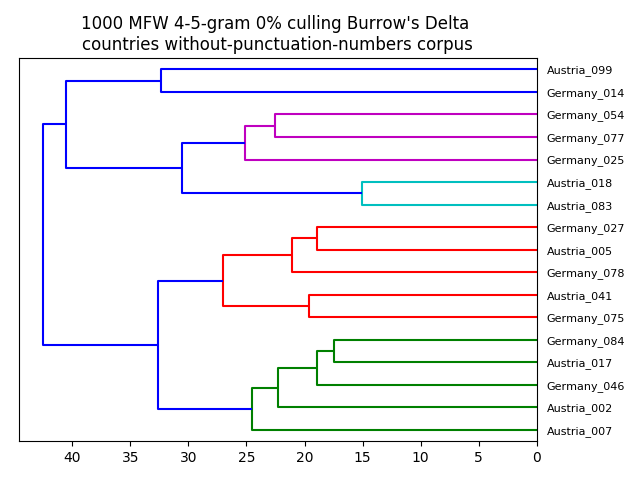 1000 MFW 4-5-gram 0% culling Burrow's Delta
countries without-punctuation-numbers corpus
Austria_099
Germany_014
Germany_054
Germany_077
Germany_025
Austria_018
Austria_083
Germany_027
Austria_005
Germany_078
Austria_041
Germany_075
Germany_084
Austria_017
Germany_046
Austria_002
Austria_007
40 35 30 25 20 15 10 5 0